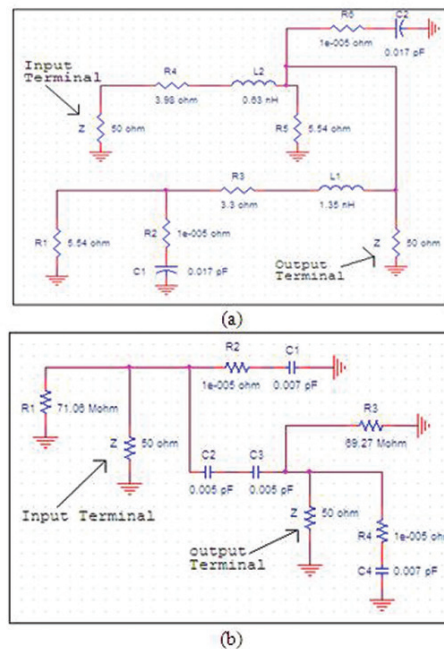 R6
C2
1e-005 ohm
0.017 pF
Input
Terminal
R4
L2
3.98 ohm
0.63 nH
Z
50 ohm
R5
5.54 ohm
R3
L1
3.3 ohm
1.35 nH
R1
5.54 ohm
R2
1e-005 ohm
C1
0.017 pF
Output
Terminal
Z
50 ohm
(a)
R2
C1
1e-005 ohm
0.007 pF
R1
71.06 Mohm
Z
50 ohm
R3
69.27 Mohm
C2
C3
0.005 pF
0.005 pF
Input Terminal
Output
Terminal
Z
50 ohm
R4
1e-005 ohm
C4
0.007 pF
(b)